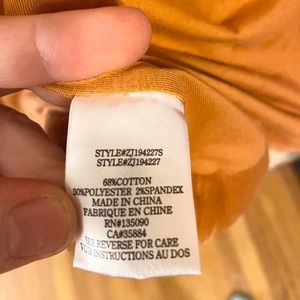 STYLE#ZJ194227S
STYLE#ZJ194227
68%COTTON
30%POLYESTER 2%SPANDEX
MADE IN CHINA
FABRIQUE EN CHINE
RN#135090
CA#35884
SEE REVERSE FOR CARE
VOIR INSTRUCTIONS AU DOS